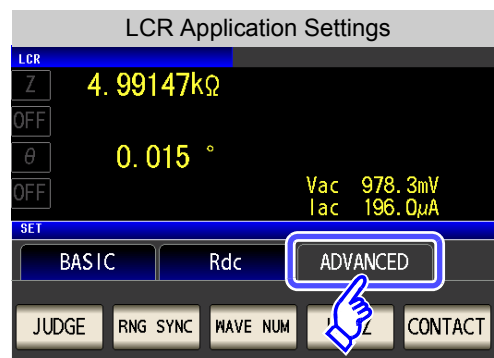 LCR Application Settings
LCR
Z 4.99147kΩ
OFF
θ 0.015 °
OFF
Vac 978.3mV
Iac 196.0μA
SET
BASIC Rdc ADVANCED
JUDGE RNG SYNC WAVE NUM CONTACT